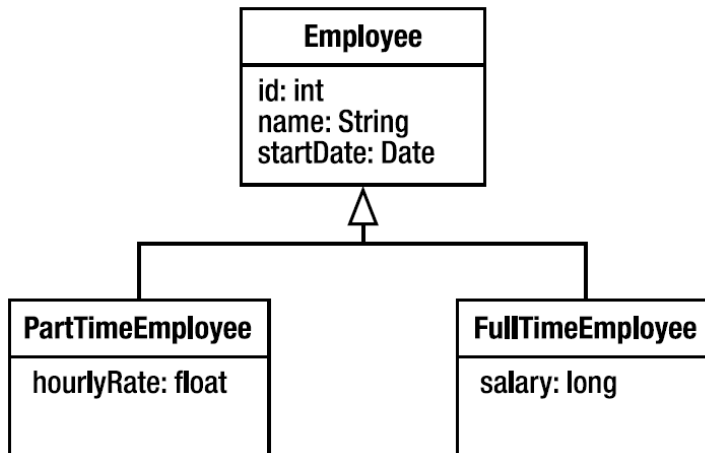 Employee
id: int
name: String
startDate: Date
PartTimeEmployee
hourlyRate: float
FullTimeEmployee
salary: long